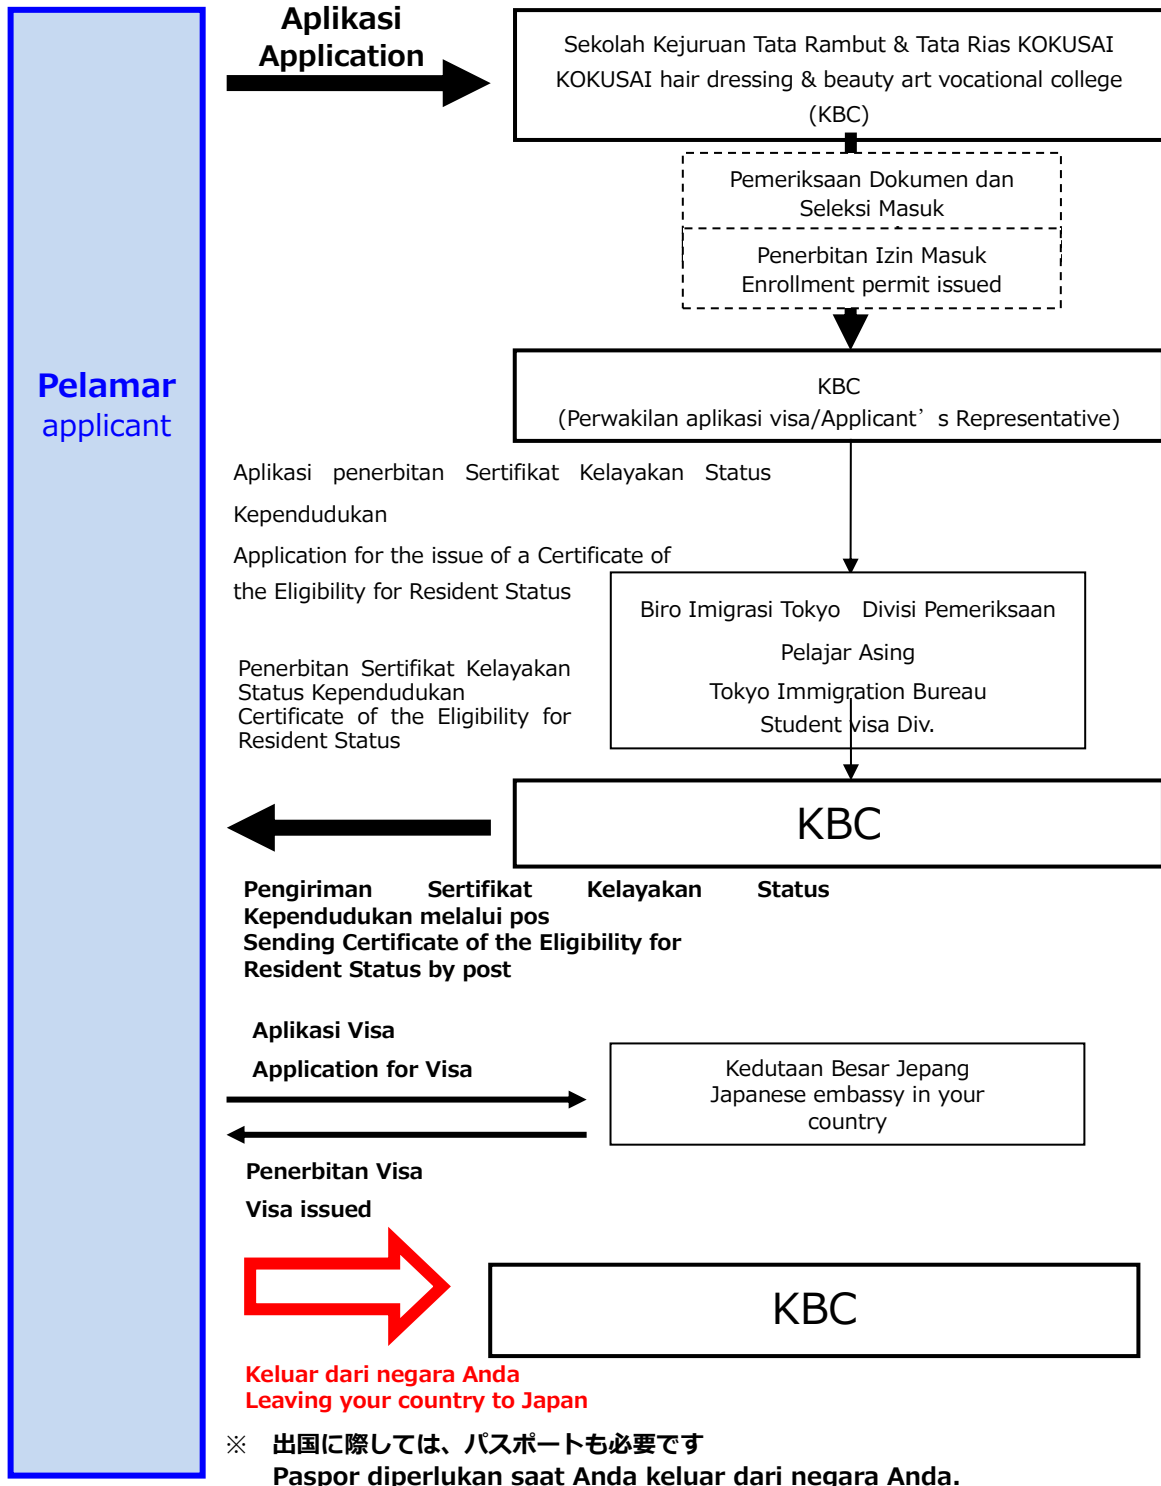 Aplikasi
Application
Sekolah Kejuruan Tata Rambut & Tata Rias KOKUSAI
KOKUSAI hair dressing & beauty art vocational college
(KBC)
Pemeriksaan Dokumen dan
Seleksi Masuk
Penerbitan Izin Masuk
Enrollment permit issued
Pelamar
applicant
KBC
(Perwakilan aplikasi visa/Applicant’s Representative)
Aplikasi penerbitan Sertifikat Kelayakan Status
Kependudukan
Application for the issue of a Certificate of
the Eligibility for Resident Status
Biro Imigrasi Tokyo Divisi Pemeriksaan
Pelajar Asing
Tokyo Immigration Bureau
Student visa Div.
Penerbitan Sertifikat Kelayakan
Status Kependudukan
Certificate of the Eligibility for
Resident Status
KBC
Pengiriman Sertifikat Kelayakan Status
Kependudukan melalui pos
Sending Certificate of the Eligibility for
Resident Status by post
Aplikasi Visa
Application for Visa
Kedutaan Besar Jepang
Japanese embassy in your
country
Penerbitan Visa
Visa issued
KBC
Keluar dari negara Anda
Leaving your country to Japan
※ 出国に際しては、パスポートも必要です
Paspor diperlukan saat Anda keluar dari negara Anda.